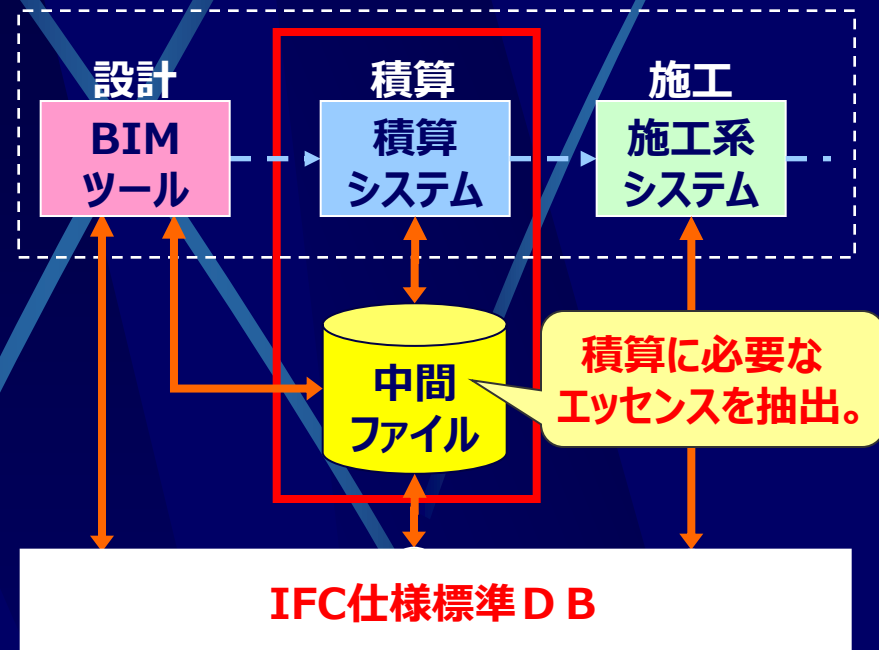 設計
積算
施工
BIM
ツール
積算
システム
施工系
システム
中間
ファイル
積算に必要な
エッセンスを抽出。
IFC仕様標準ＤＢ